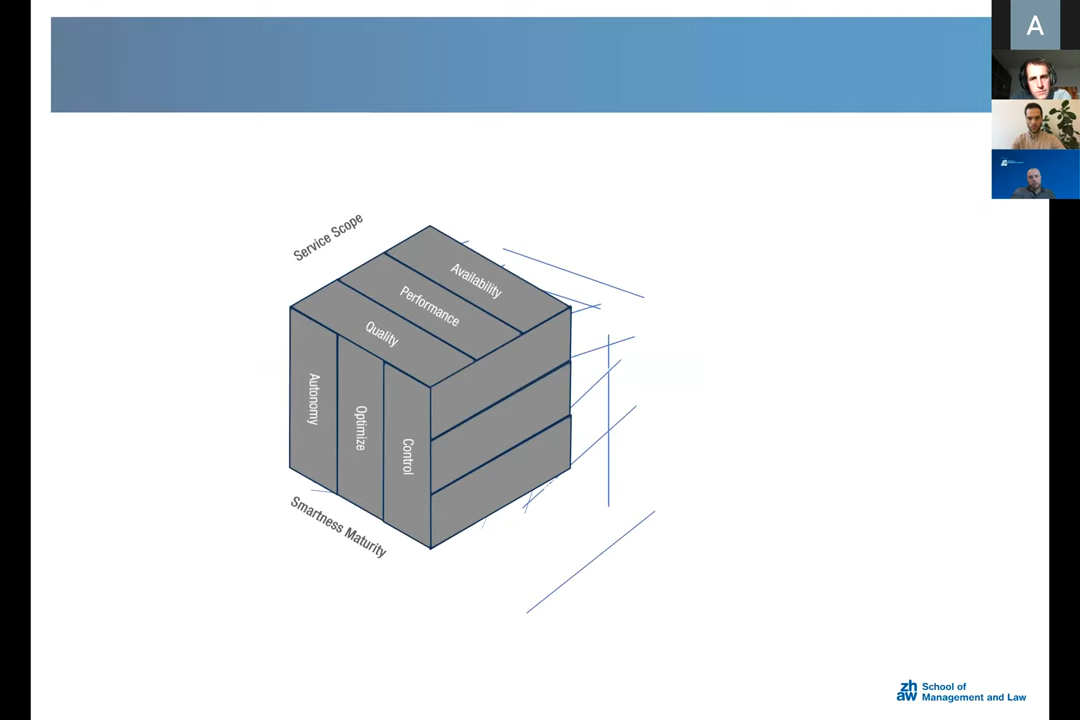 A
Service Scope
Availability
Performance
Quality
Autonomy
Optimize
Control
Smartness Maturity
zh
aw
School of
Management and Law